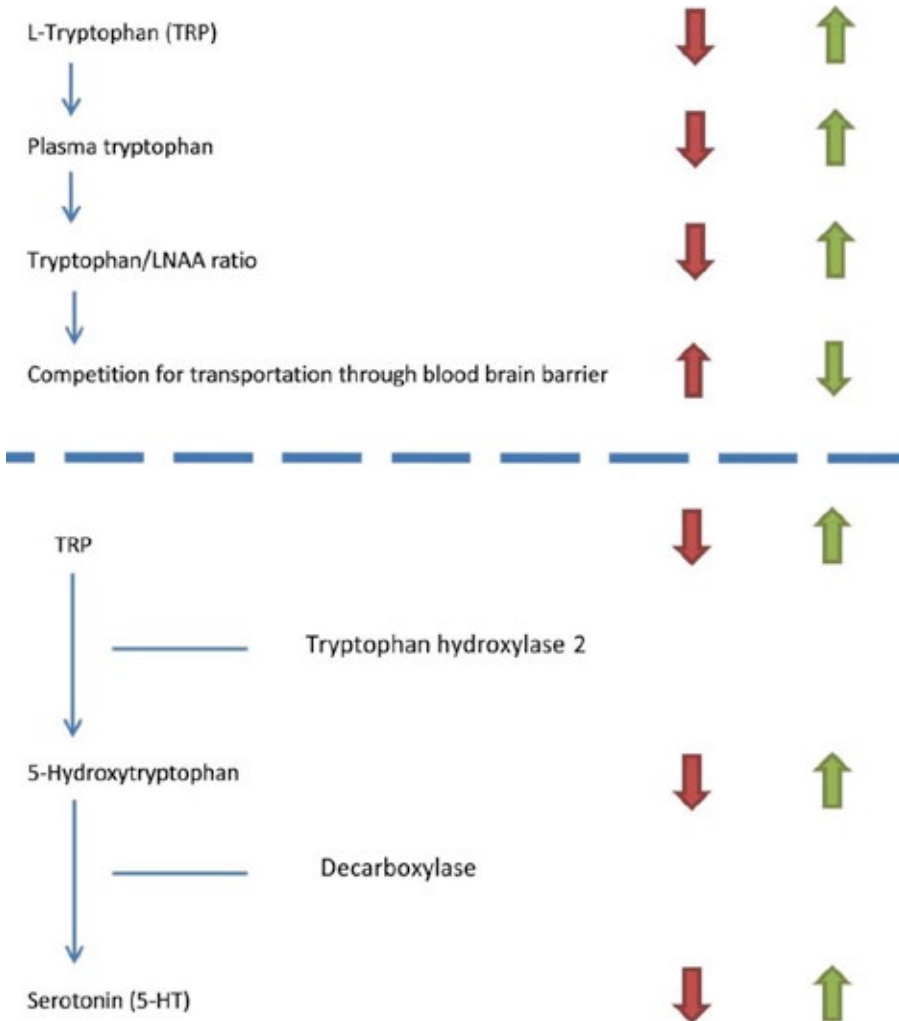 L-Tryptophan (TRP)
Plasma tryptophan
Tryptophan/LNAA ratio
Competition for transportation through blood brain barrier
TRP
Tryptophan hydroxylase 2
5-Hydroxytryptophan
Decarboxylase
Serotonin (5-HT)